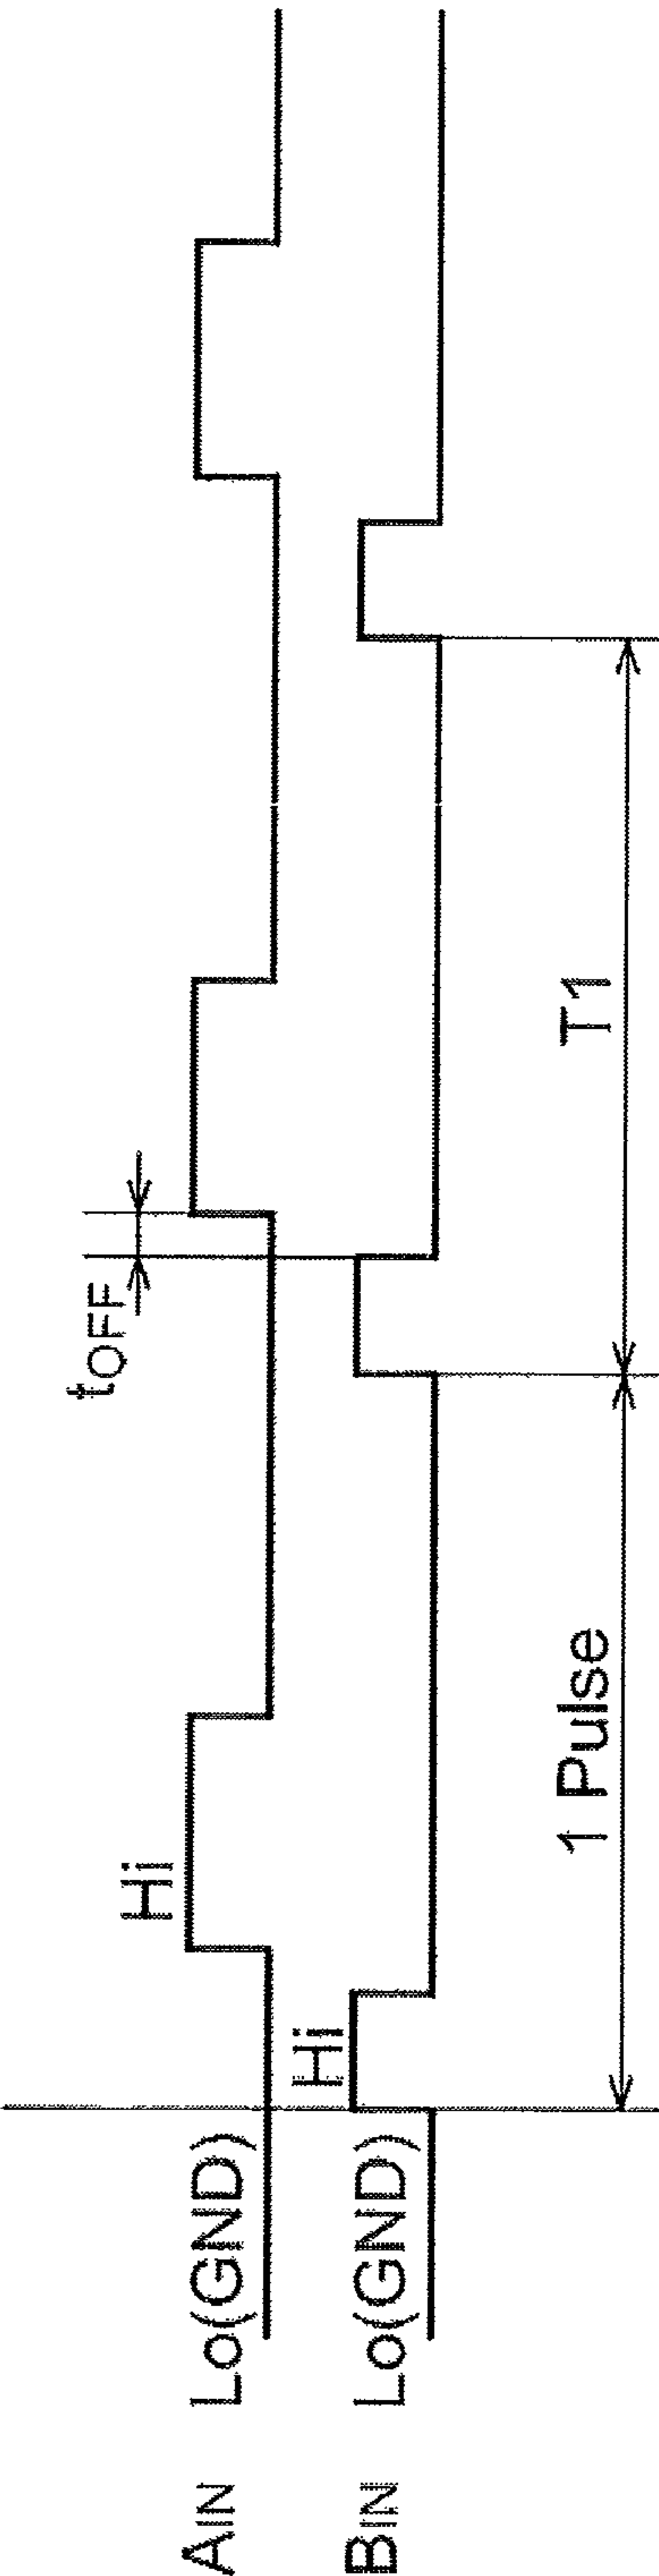 tOFF
Hi
AIN Lo(GND)
Hi
BIN Lo(GND)
1 Pulse T1